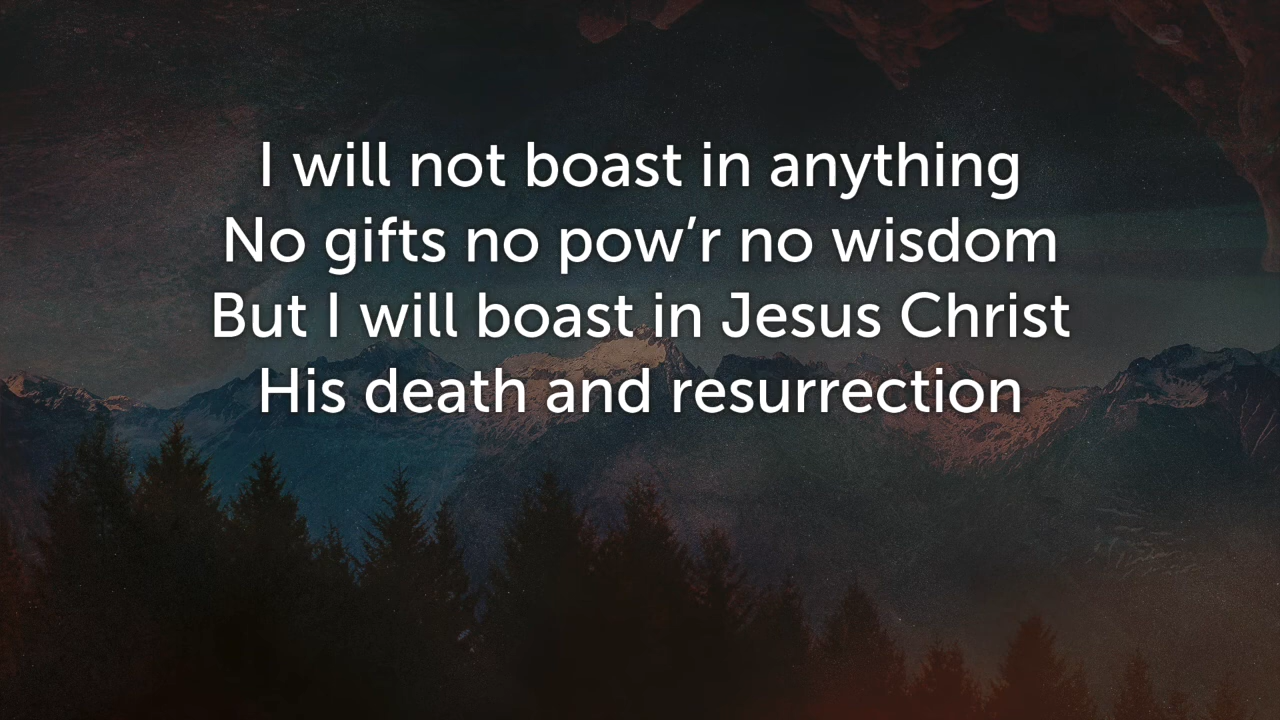 I will not boast in anything
No gifts no pow’r no wisdom
But I will boast in Jesus Christ
His death and resurrection